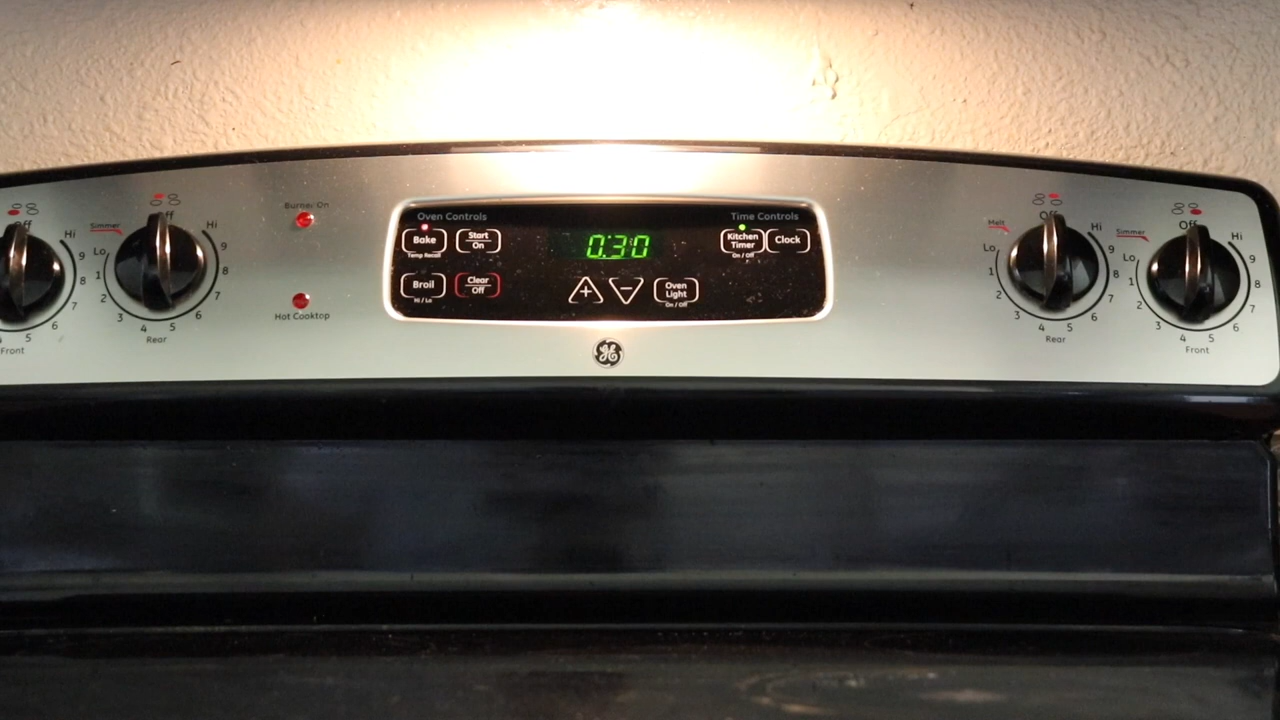 Off
Hi
9
8
7
6
5
4
Front
Simmer
Off
Lo
1
2
3
4
5
6
7
8
9
Hi
Rear
Burner On
Hot Cooktop
Oven Controls
Bake
Temp Recall
Start
On
Broil
Hi / Lo
Clear
Off
0:30
+
−
Oven
Light
On / Off
Time Controls
Kitchen
Timer
On / Off
Clock
GE
Melt
Off
Lo
1
2
3
4
5
6
7
8
9
Hi
Rear
Simmer
Off
Lo
1
2
3
4
5
6
7
8
9
Hi
Front